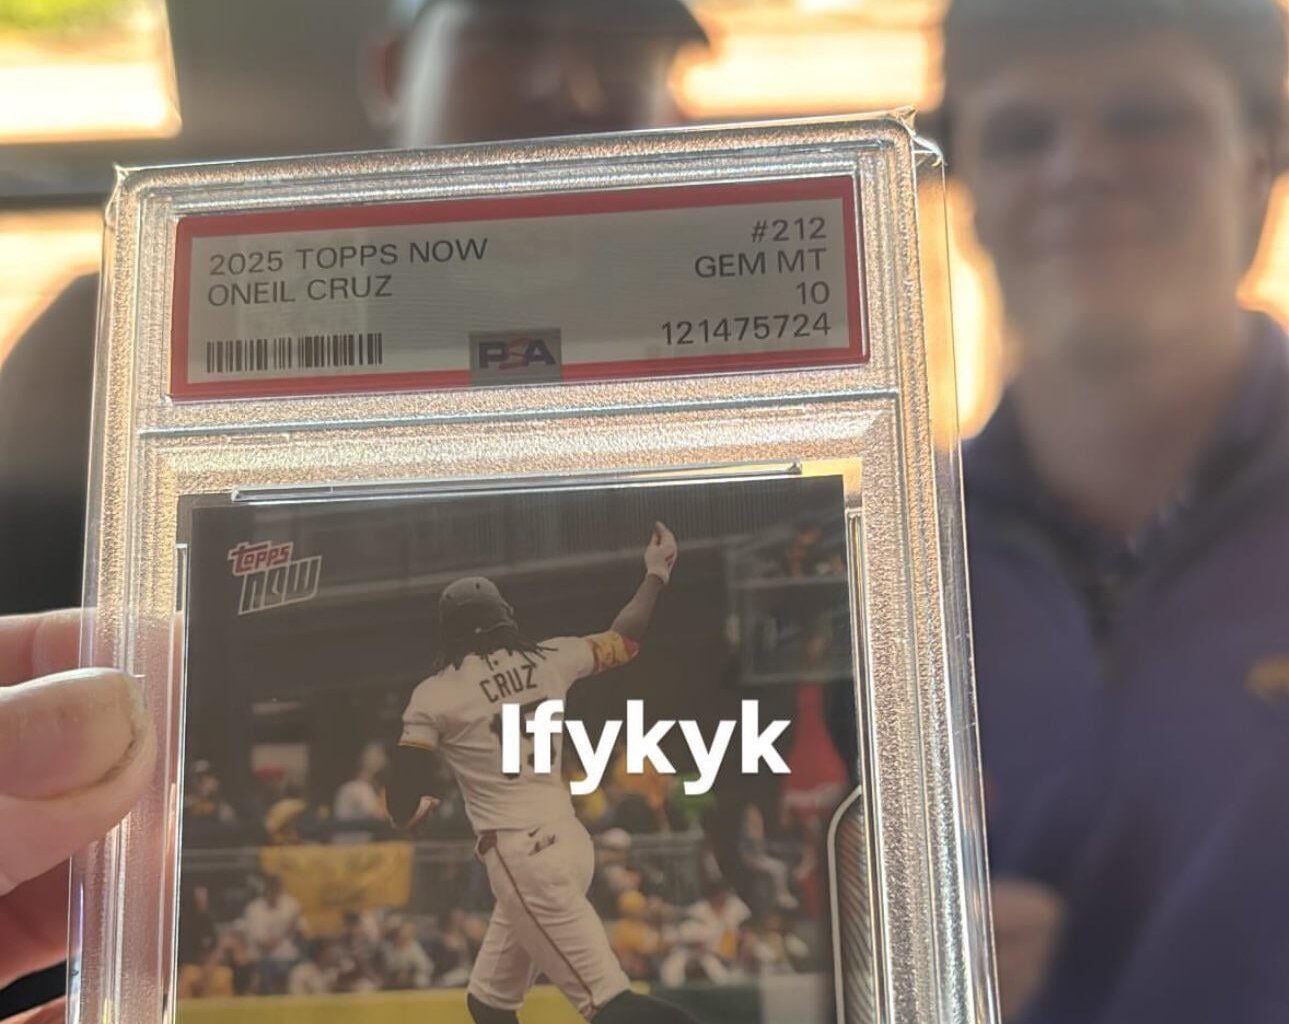 2025 TOPPS NOW
ONEIL CRUZ
#212
GEM MT
10
121475724
PSA
topps
now
CRUZ
Ifykyk